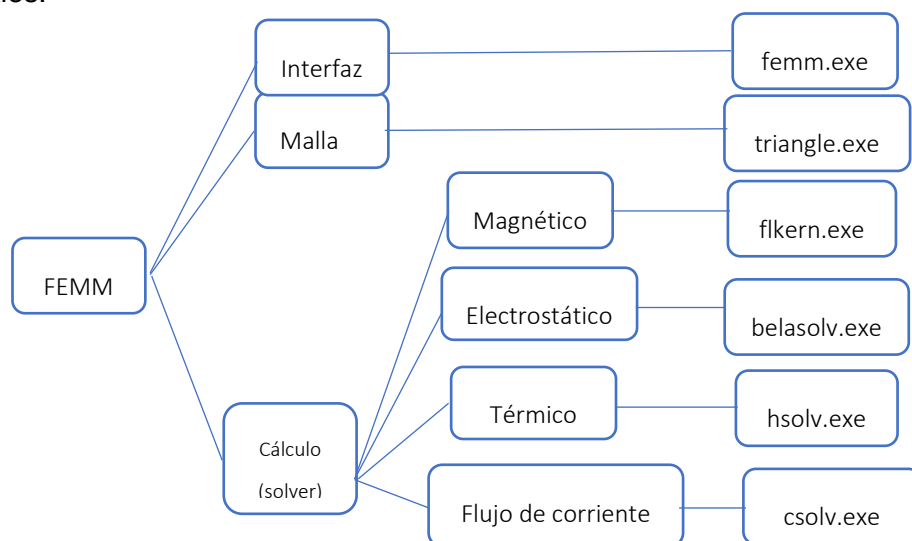 Interfaz
femm.exe
Malla
triangle.exe
Magnético
flkern.exe
FEMM
Electrostático
belasolv.exe
Térmico
hsolv.exe
Cálculo
(solver)
Flujo de corriente
csolv.exe